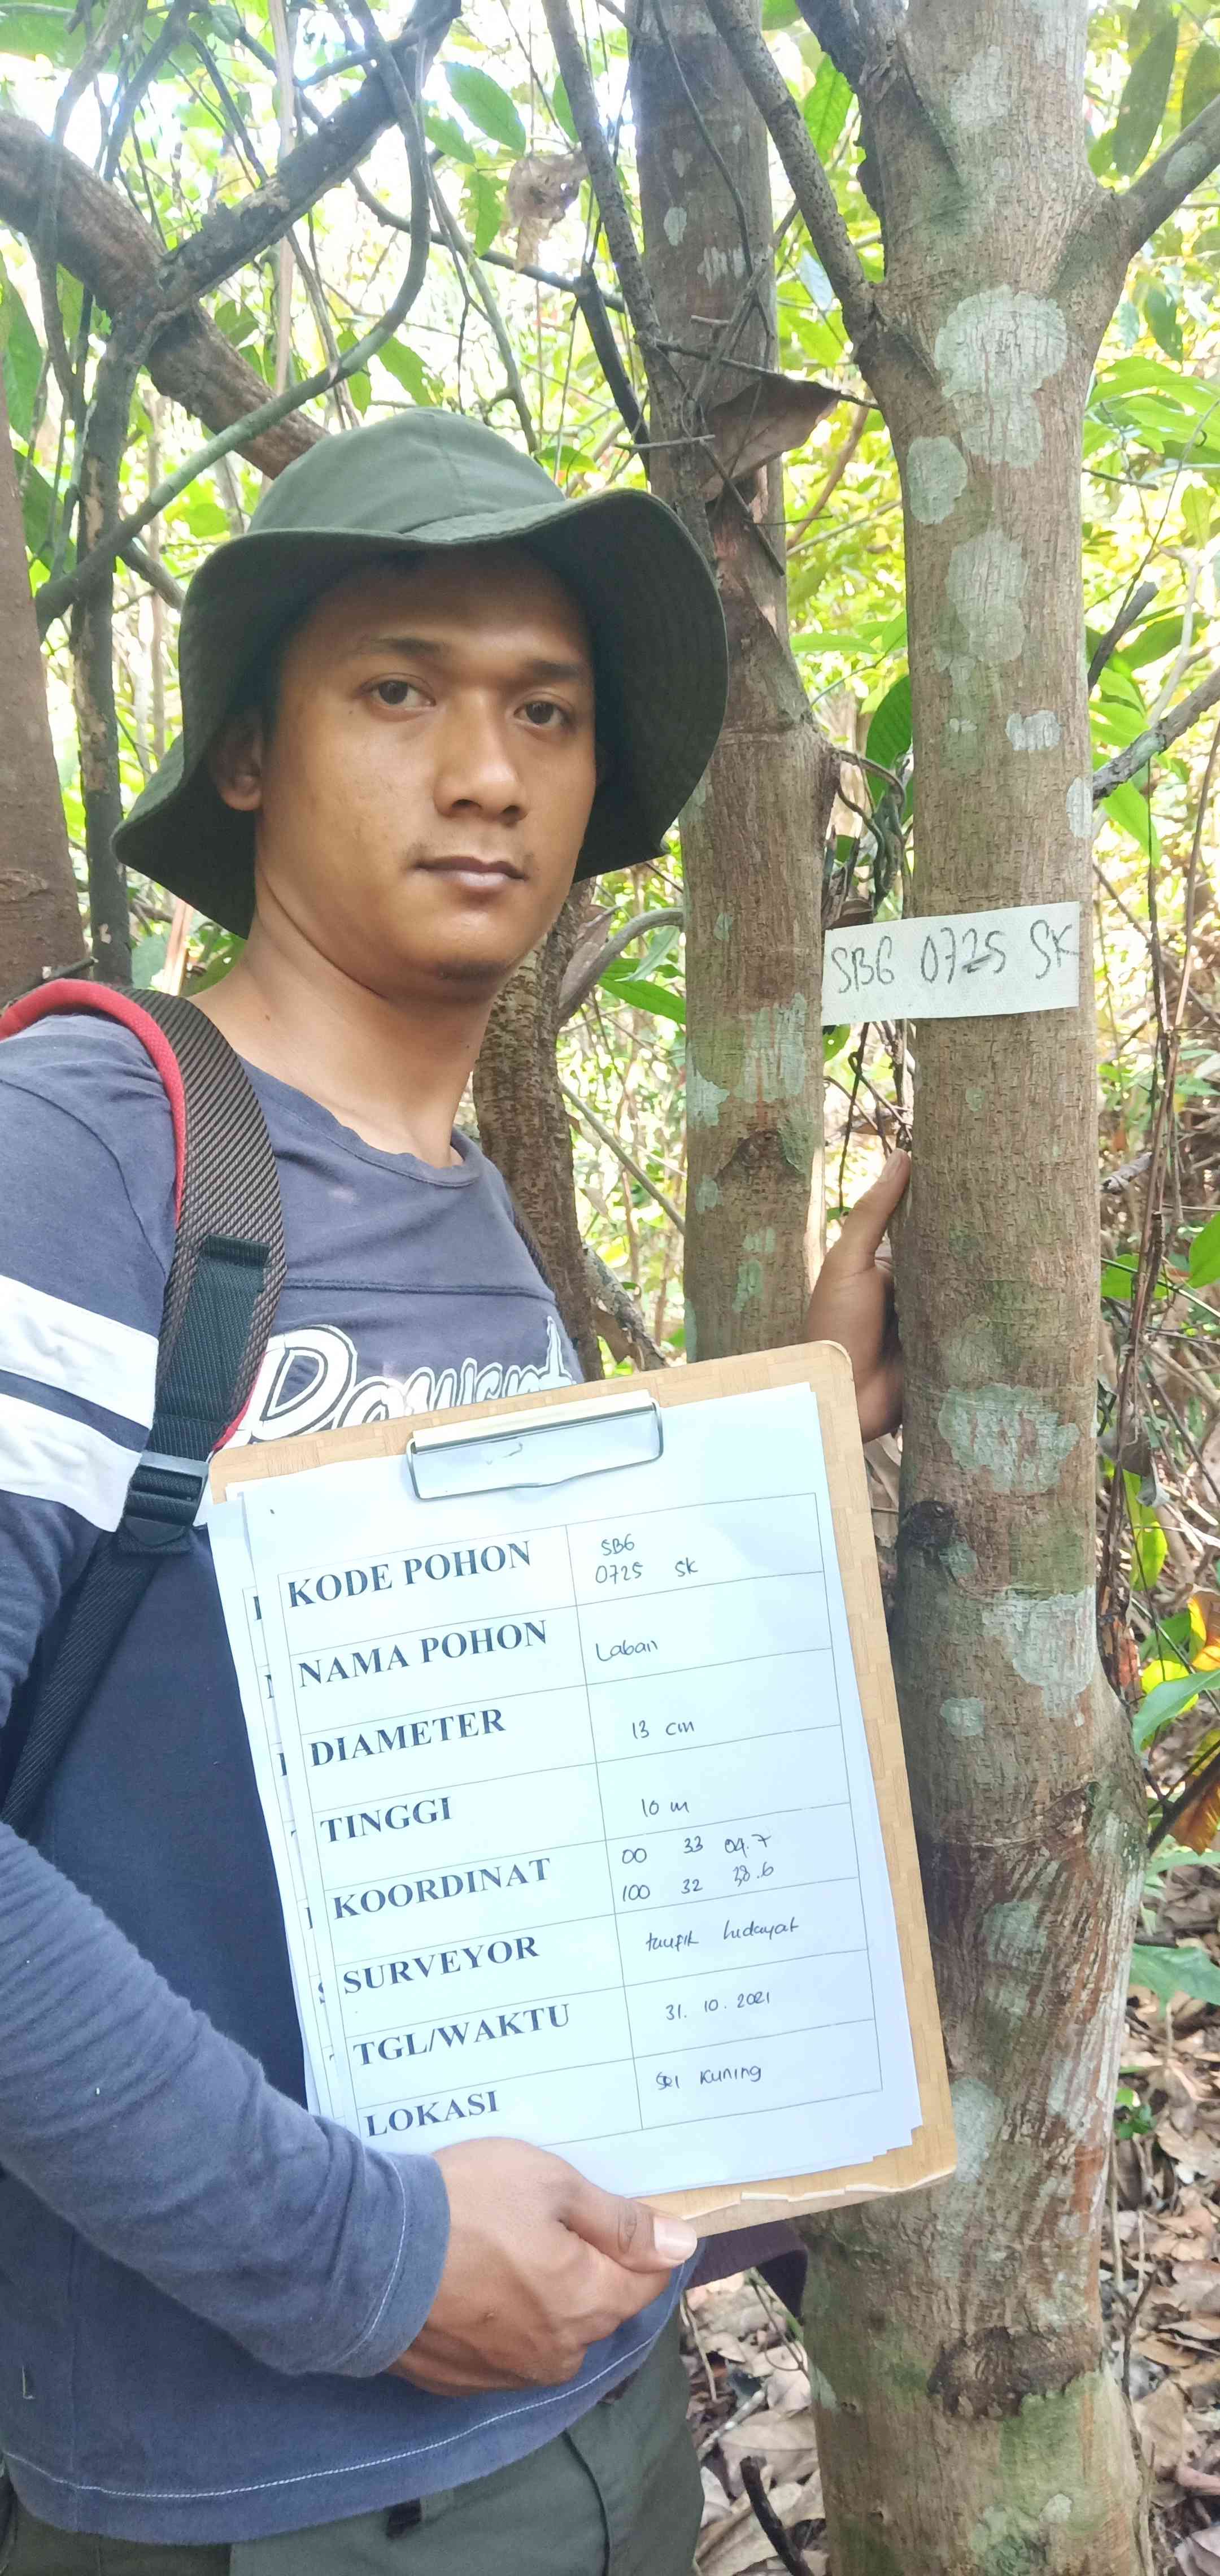 SBG 0725 SK
KODE POHON SBG
0725 SK
NAMA POHON Laban
DIAMETER 13 cm
TINGGI 10 m
KOORDINAT 00 33 04.7
100 32 38.6
SURVEYOR taufik hidayat
TGL/WAKTU 31.10.2021
LOKASI Sri Kuning